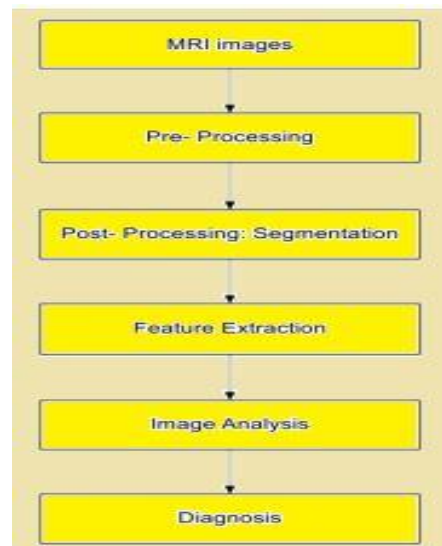 MRI images
Pre- Processing
Post- Processing: Segmentation
Feature Extraction
Image Analysis
Diagnosis